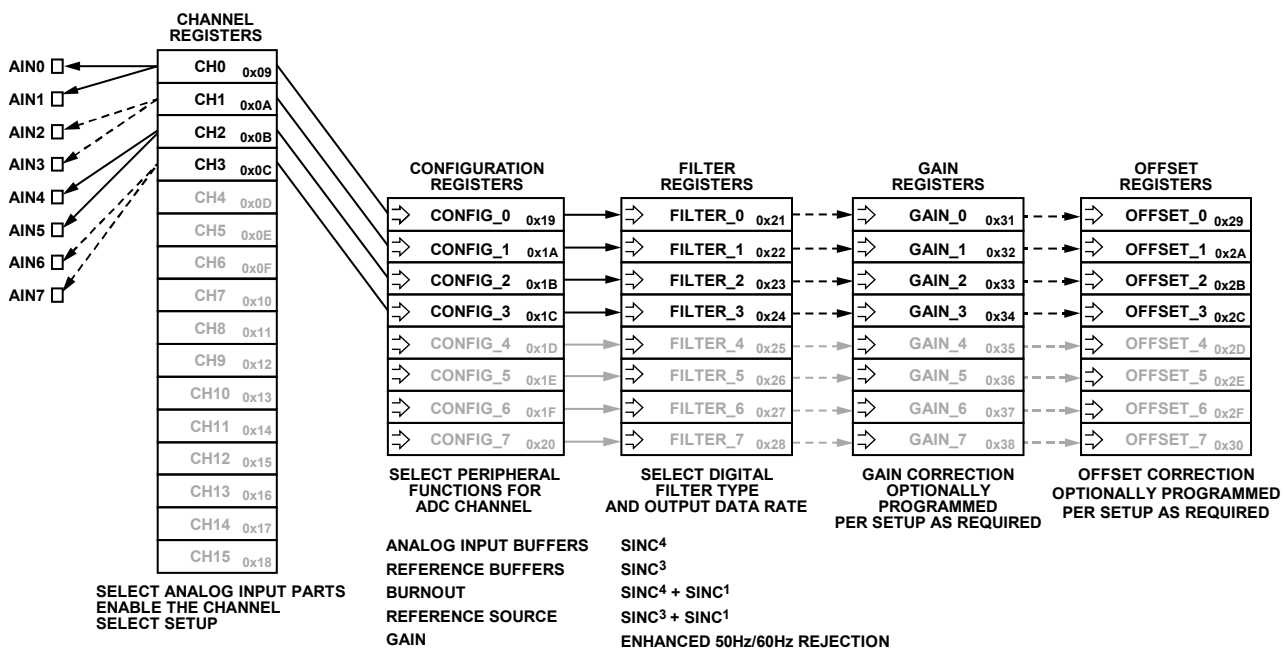 CHANNEL
REGISTERS
AIN0
AIN1
AIN2
AIN3
AIN4
AIN5
AIN6
AIN7
CH0 0x09
CH1 0x0A
CH2 0x0B
CH3 0x0C
CH4 0x0D
CH5 0x0E
CH6 0x0F
CH7 0x10
CH8 0x11
CH9 0x12
CH10 0x13
CH11 0x14
CH12 0x15
CH13 0x16
CH14 0x17
CH15 0x18
SELECT ANALOG INPUT PARTS
ENABLE THE CHANNEL
SELECT SETUP
CONFIGURATION
REGISTERS
CONFIG_0 0x19
CONFIG_1 0x1A
CONFIG_2 0x1B
CONFIG_3 0x1C
CONFIG_4 0x1D
CONFIG_5 0x1E
CONFIG_6 0x1F
CONFIG_7 0x20
SELECT PERIPHERAL
FUNCTIONS FOR
ADC CHANNEL
ANALOG INPUT BUFFERS
REFERENCE BUFFERS
BURNOUT
REFERENCE SOURCE
GAIN
FILTER
REGISTERS
FILTER_0 0x21
FILTER_1 0x22
FILTER_2 0x23
FILTER_3 0x24
FILTER_4 0x25
FILTER_5 0x26
FILTER_6 0x27
FILTER_7 0x28
SELECT DIGITAL
FILTER TYPE
AND OUTPUT DATA RATE
SINC4
SINC3
SINC4 + SINC1
SINC3 + SINC1
ENHANCED 50Hz/60Hz REJECTION
GAIN
REGISTERS
GAIN_0 0x31
GAIN_1 0x32
GAIN_2 0x33
GAIN_3 0x34
GAIN_4 0x35
GAIN_5 0x36
GAIN_6 0x37
GAIN_7 0x38
GAIN CORRECTION
OPTIONALLY
PROGRAMMED
PER SETUP AS REQUIRED
OFFSET
REGISTERS
OFFSET_0 0x29
OFFSET_1 0x2A
OFFSET_2 0x2B
OFFSET_3 0x2C
OFFSET_4 0x2D
OFFSET_5 0x2E
OFFSET_6 0x2F
OFFSET_7 0x30
OFFSET CORRECTION
OPTIONALLY PROGRAMMED
PER SETUP AS REQUIRED